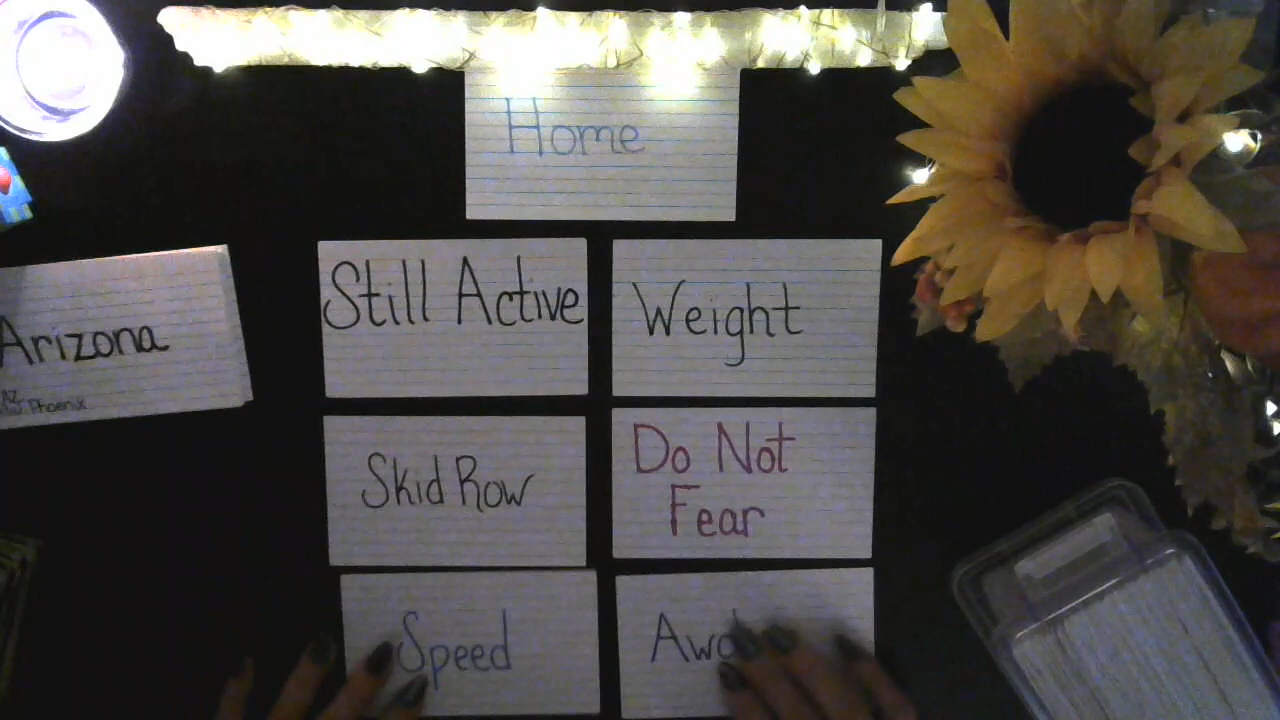 Home
Arizona
AZ
Phoenix
Still Active
Weight
Skid Row
Do Not
Fear
Speed